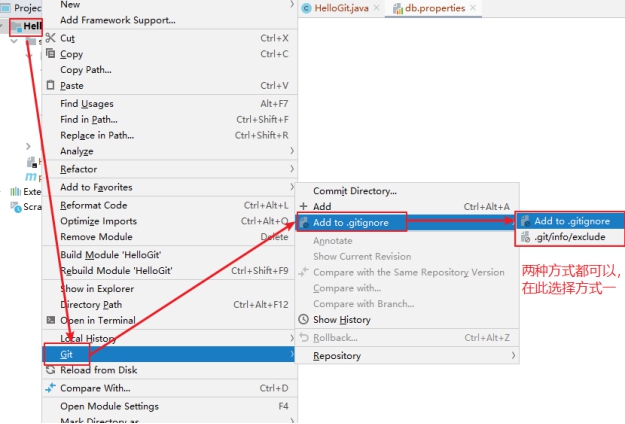 Project
HelloGit.java
db.properties
New
Add Framework Support...
Hell
Cut Ctrl+X
Copy Ctrl+C
Copy Path...
Paste Ctrl+V
Find Usages Alt+F7
Find in Path... Ctrl+Shift+F
Replace in Path... Ctrl+Shift+R
Analyze
Refactor
Add to Favorites
Exte
Scra
Reformat Code Ctrl+Alt+L
Optimize Imports Ctrl+Alt+O
Remove Module Delete
Build Module 'HelloGit'
Rebuild Module 'HelloGit' Ctrl+Shift+F9
Show in Explorer
Directory Path Ctrl+Alt+F12
Open in Terminal
Local History
Git
Reload from Disk
Compare With... Ctrl+D
Open Module Settings F4
Mark Directory as
Commit Directory...
Add Ctrl+Alt+A
Add to .gitignore
Annotate
Show Current Revision
Compare with the Same Repository Version
Compare with...
Compare with Branch...
Show History
Rollback... Ctrl+Alt+Z
Repository
Add to .gitignore
.git/info/exclude
两种方式都可以，
在此选择方式一